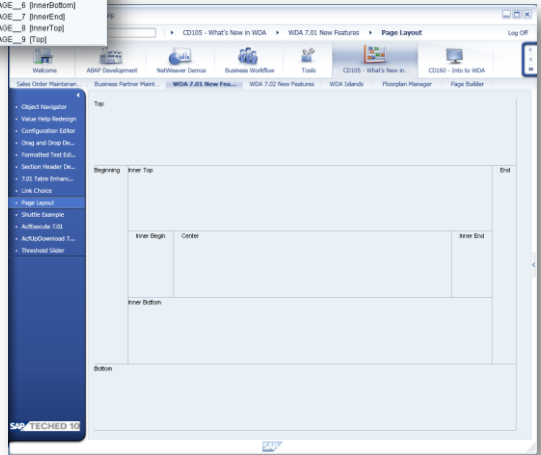 AGE__6 [InnerBottom]
AGE__7 [InnerEnd]
AGE__8 [InnerTop]
AGE__9 [Top]
CD105 - What's New in WDA
WDA 7.01 New Features
Page Layout
Log Off
Welcome
ABAP Development
NetWeaver Demos
Business Workflow
Tools
CD105 - What's New in...
CD160 - Into to WDA
Sales Order Maintenan...
Business Partner Maint...
WDA 7.01 New Fea...
WDA 7.02 New Features
WDA Islands
Floorplan Manager
Page Builder
Object Navigator
Value Help Redesign
Configuration Editor
Drag and Drop De...
Formatted Text Edi...
Section Header De...
7.01 Table Enhanc...
Link Choice
Page Layout
Shuttle Example
AcfExecute 7.01
AcfUpDownload 7....
Threshold Slider
Top
Beginning
Inner Top
End
Inner Begin
Center
Inner End
Inner Bottom
Bottom
SAP TECHED 10
SAP